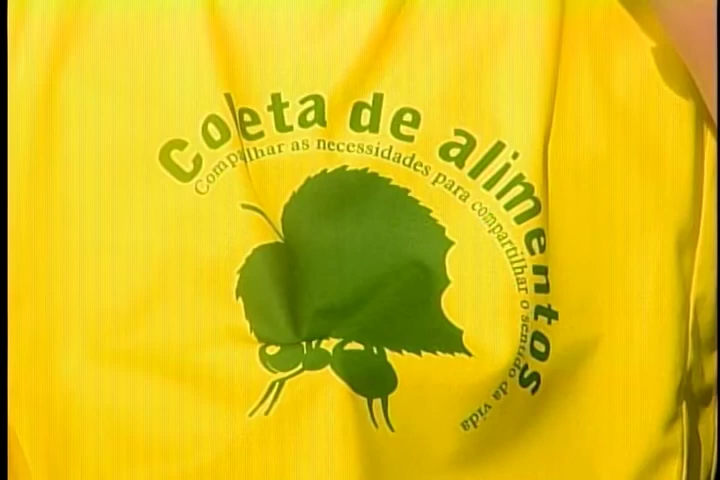 Coleta de alimentos
Compartilhar as necessidades para compartilhar o sentido da vida